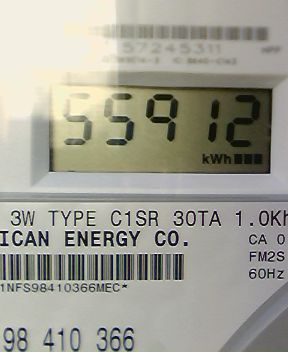 57245311
55912
kWh
3W TYPE C1SR 30TA 1.0Kh
ICAN ENERGY CO.
CA 0
FM2S
60Hz
1NFS98410366MEC*
98 410 366